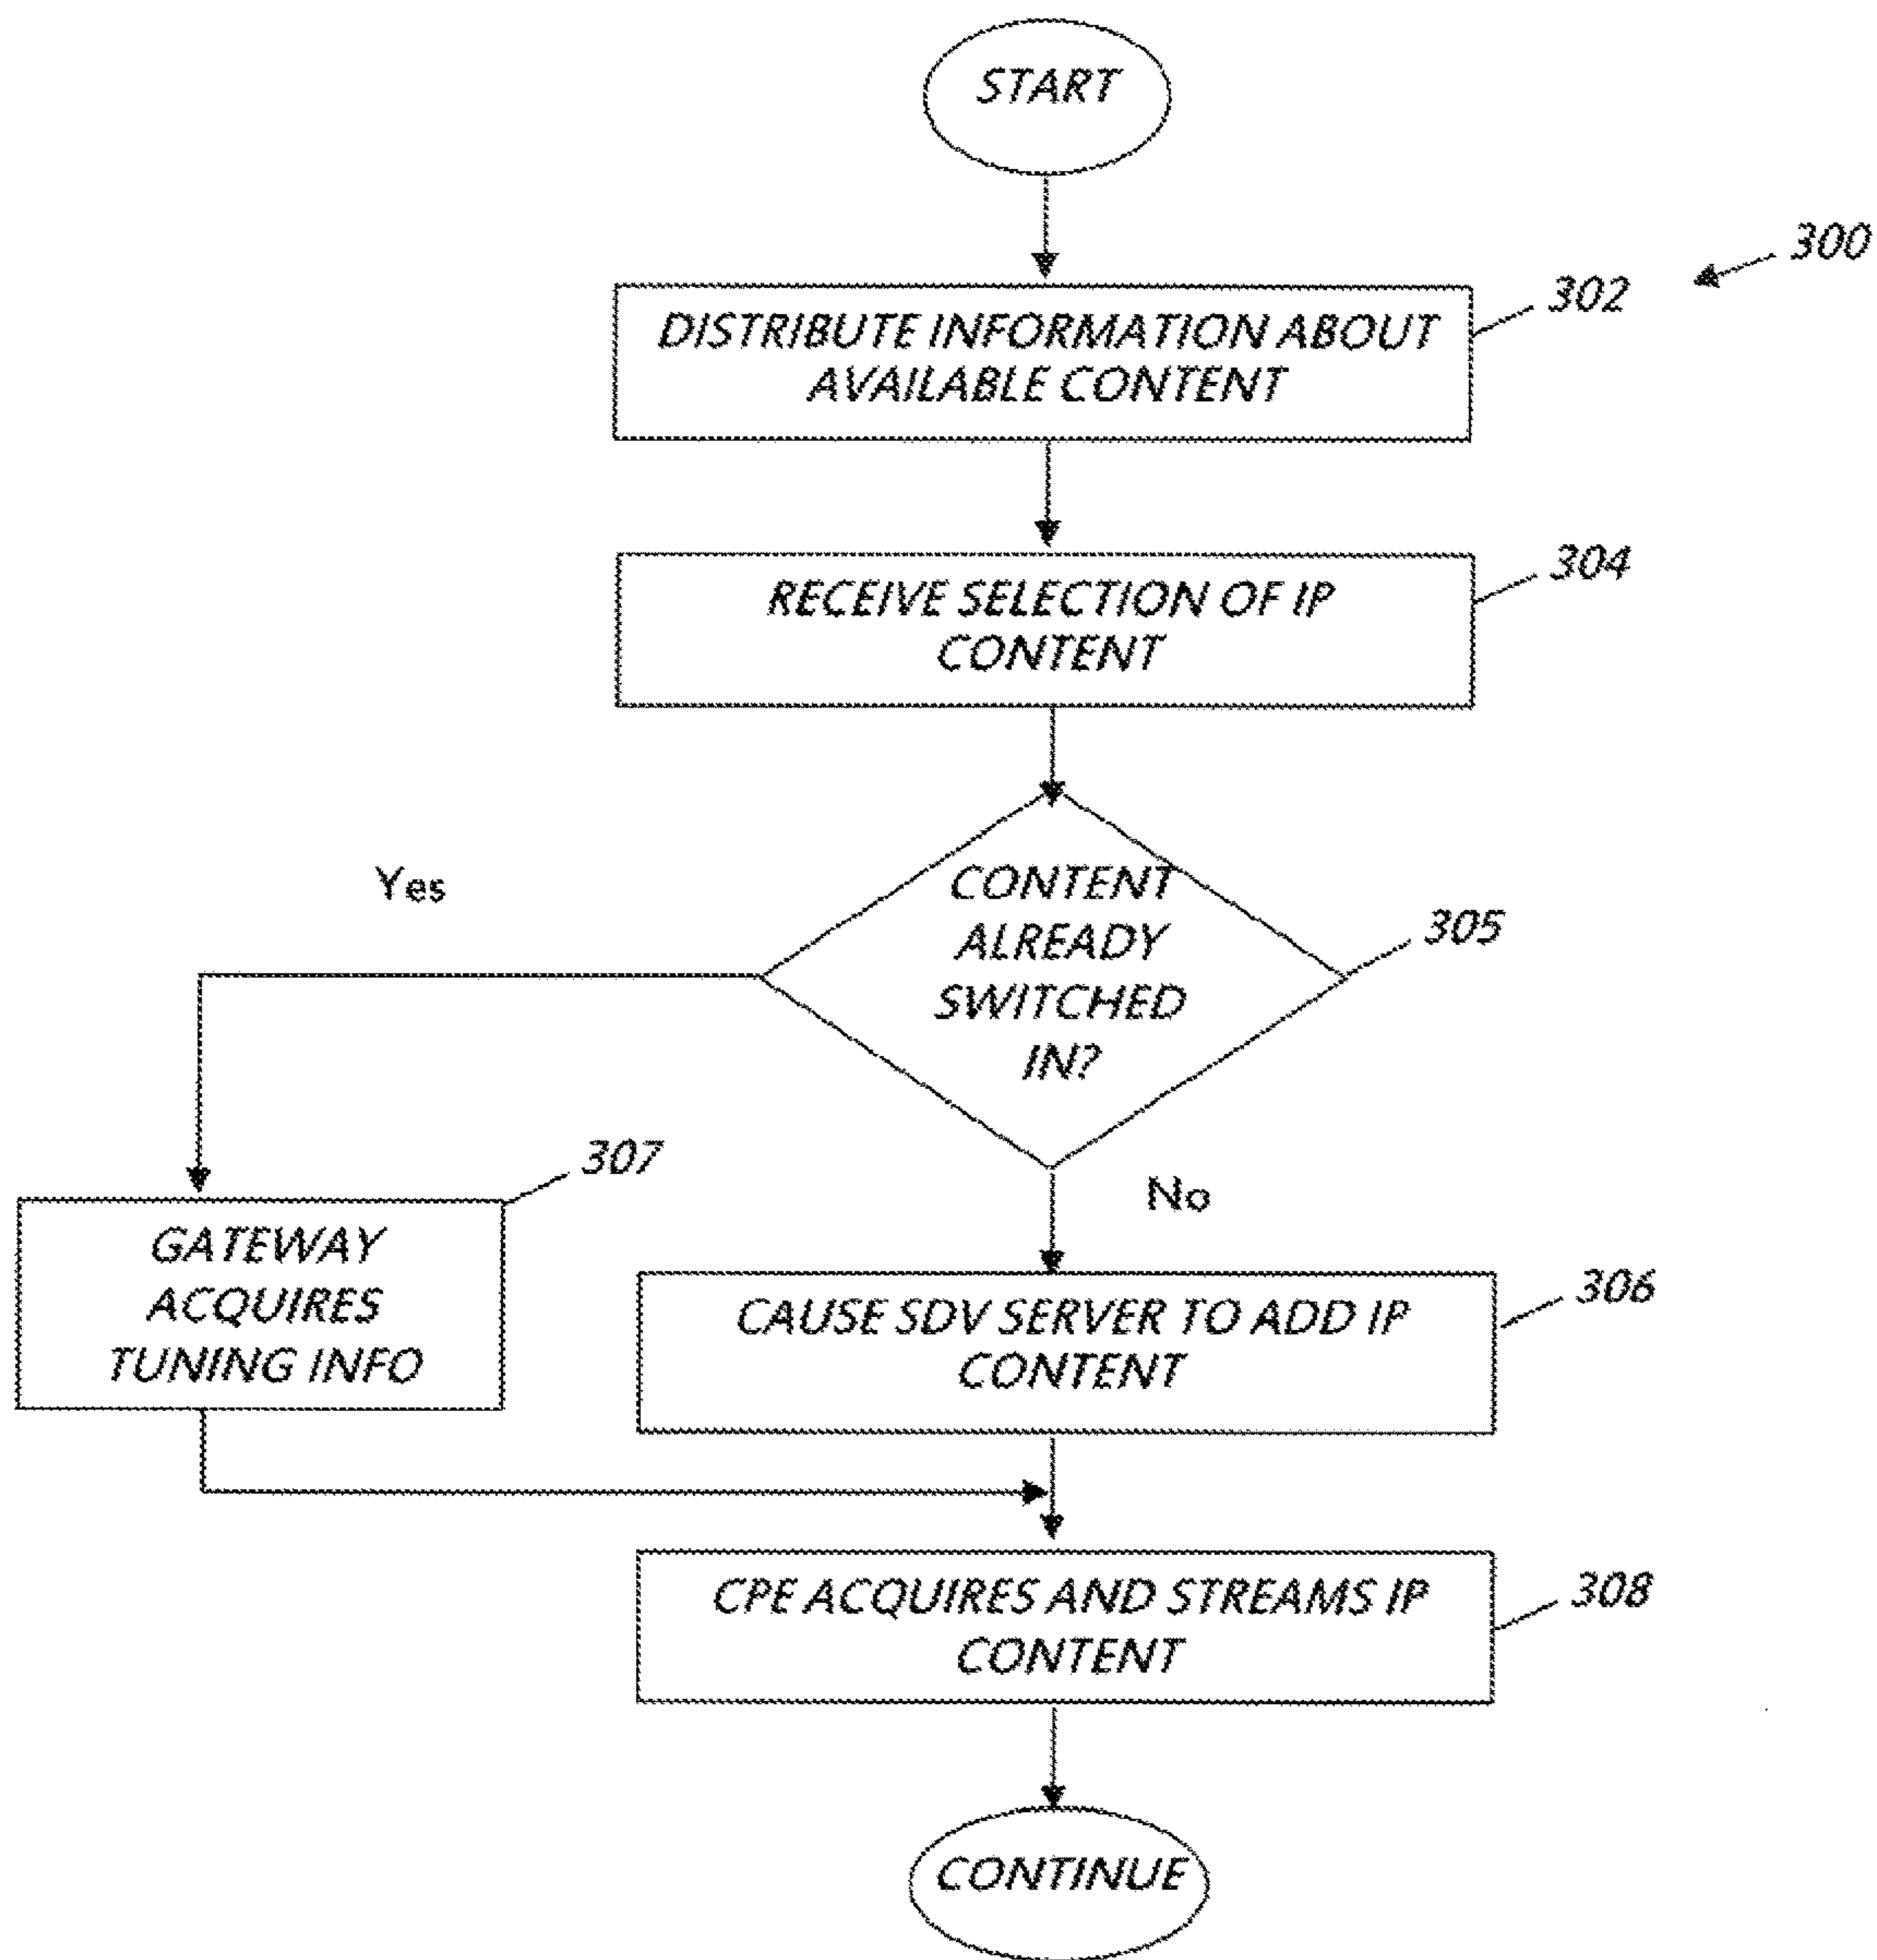 START
300
302
DISTRIBUTE INFORMATION ABOUT
AVAILABLE CONTENT
304
RECEIVE SELECTION OF IP
CONTENT
Yes
CONTENT
ALREADY
SWITCHED
IN?
305
307
No
GATEWAY
ACQUIRES
TUNING INFO
306
CAUSE SDV SERVER TO ADD IP
CONTENT
308
CPE ACQUIRES AND STREAMS IP
CONTENT
CONTINUE